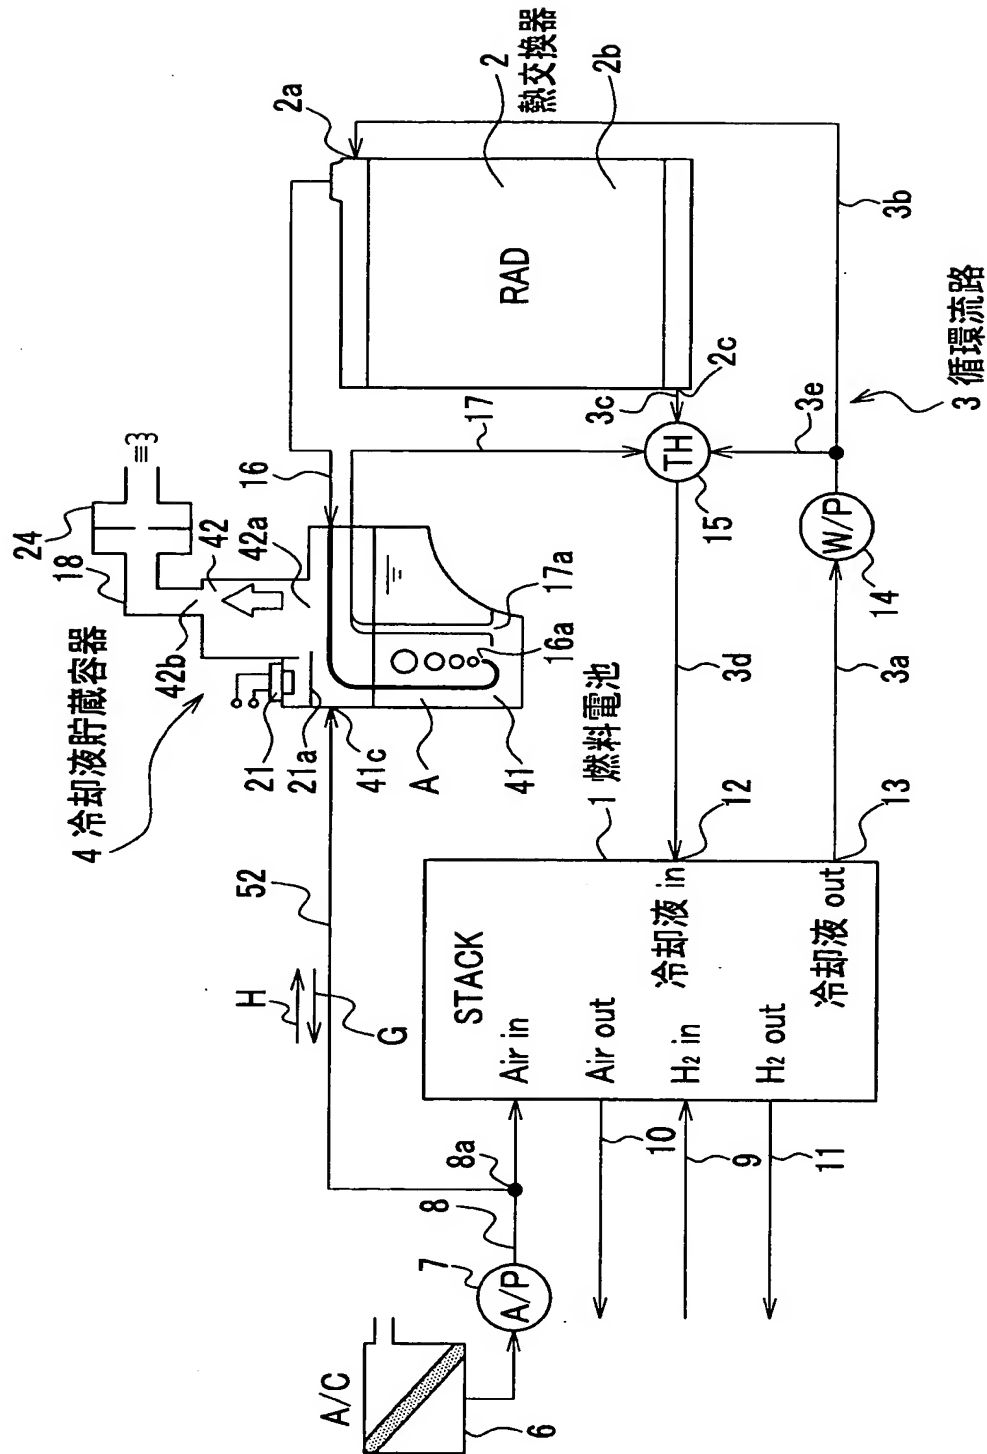 24
18
4 冷却液貯蔵容器
42b
42
42a
16
21
21a
41c
A
41
16a
17a
17
2a
2
熱交換器
2b
RAD
2c
3c
TH
15
3e
3b
3 循環流路
W/P
14
3a
3d
52
H
G
1 燃料電池
12
13
STACK
Air in
Air out
H2 in
H2 out
冷却液 in
冷却液 out
8a
8
7
A/P
A/C
6
10
9
11